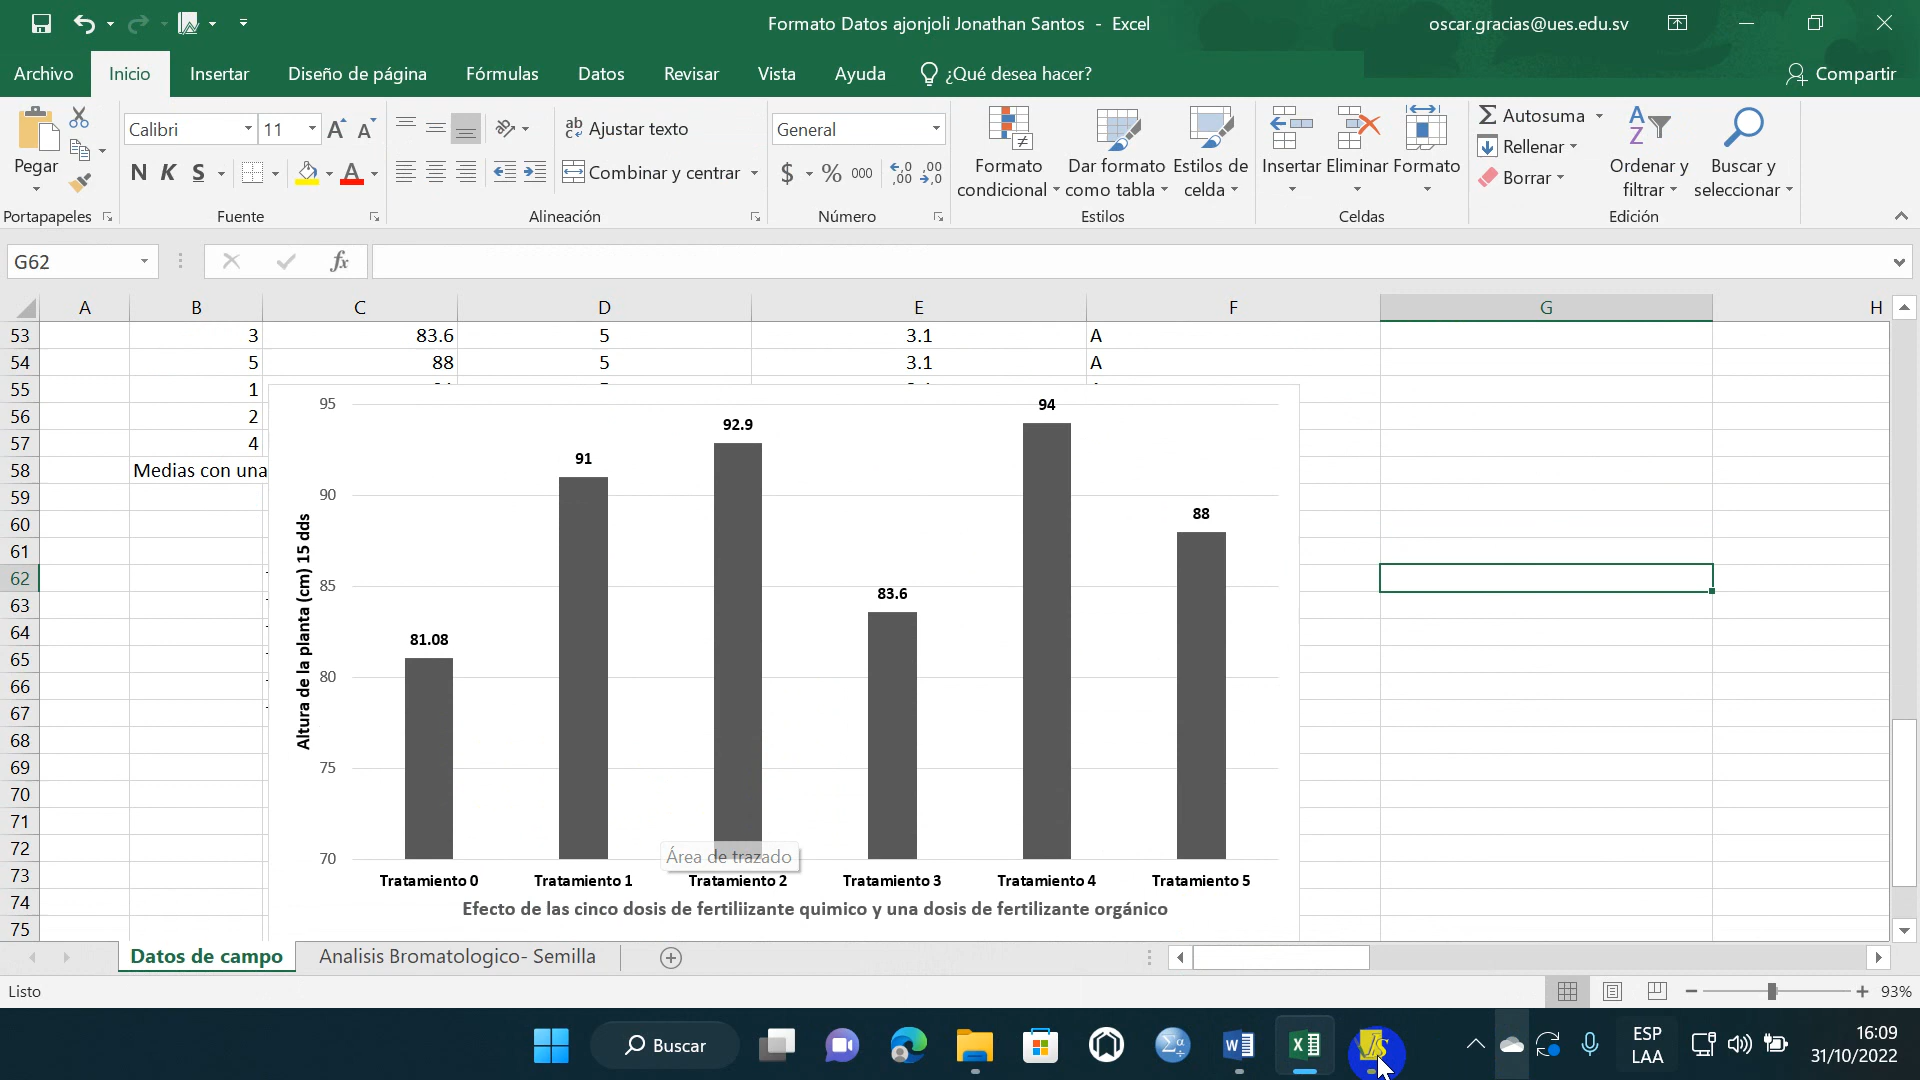 Formato Datos ajonjoli Jonathan Santos - Excel
oscar.gracias@ues.edu.sv
Archivo Inicio Insertar Diseño de página Fórmulas Datos Revisar Vista Ayuda ¿Qué desea hacer? Compartir
Pegar
Calibri 11
N K S
Ajustar texto
Combinar y centrar
General
$ % 000
Formato condicional
Dar formato como tabla
Estilos de celda
Insertar Eliminar Formato
Autosuma
Rellenar
Borrar
Ordenar y filtrar
Buscar y seleccionar
Portapapeles Fuente Alineación Número Estilos Celdas Edición
G62 fx
A B C D E F G H
53 3 83.6 5 3.1 A
54 5 88 5 3.1 A
55 1
56 2
57 4
58 Medias con una
59
60
61
62
63
64
65
66
67
68
69
70
71
72
73
74
75
Altura de la planta (cm) 15 dds
95
90
85
80
75
70
81.08
91
92.9
83.6
94
88
Área de trazado
Tratamiento 0 Tratamiento 1 Tratamiento 2 Tratamiento 3 Tratamiento 4 Tratamiento 5
Efecto de las cinco dosis de fertiliizante quimico y una dosis de fertilizante orgánico
Datos de campo Analisis Bromatologico- Semilla
Listo
93%
Buscar
ESP
LAA
16:09
31/10/2022